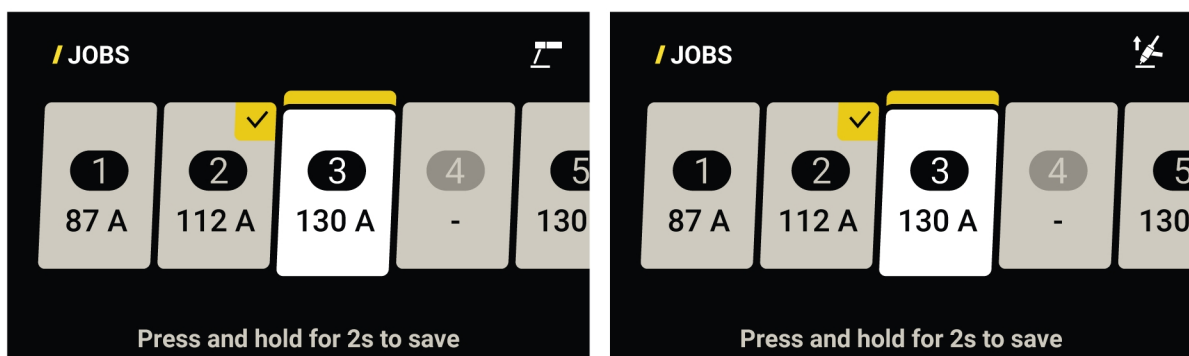 JOBS
1 2 3 4 5
87 A 112 A 130 A - 130
Press and hold for 2s to save
JOBS
1 2 3 4 5
87 A 112 A 130 A - 130
Press and hold for 2s to save